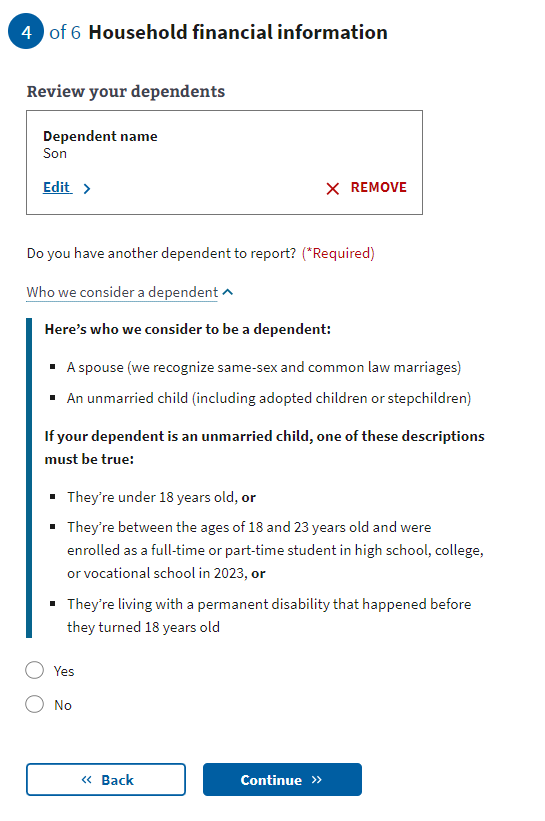 4 of 6 Household financial information
Review your dependents
Dependent name
Son
Edit
REMOVE
Do you have another dependent to report? (*Required)
Who we consider a dependent
Here’s who we consider to be a dependent:
A spouse (we recognize same-sex and common law marriages)
An unmarried child (including adopted children or stepchildren)
If your dependent is an unmarried child, one of these descriptions
must be true:
They’re under 18 years old, or
They’re between the ages of 18 and 23 years old and were
enrolled as a full-time or part-time student in high school, college,
or vocational school in 2023, or
They’re living with a permanent disability that happened before
they turned 18 years old
Yes
No
« Back
Continue »